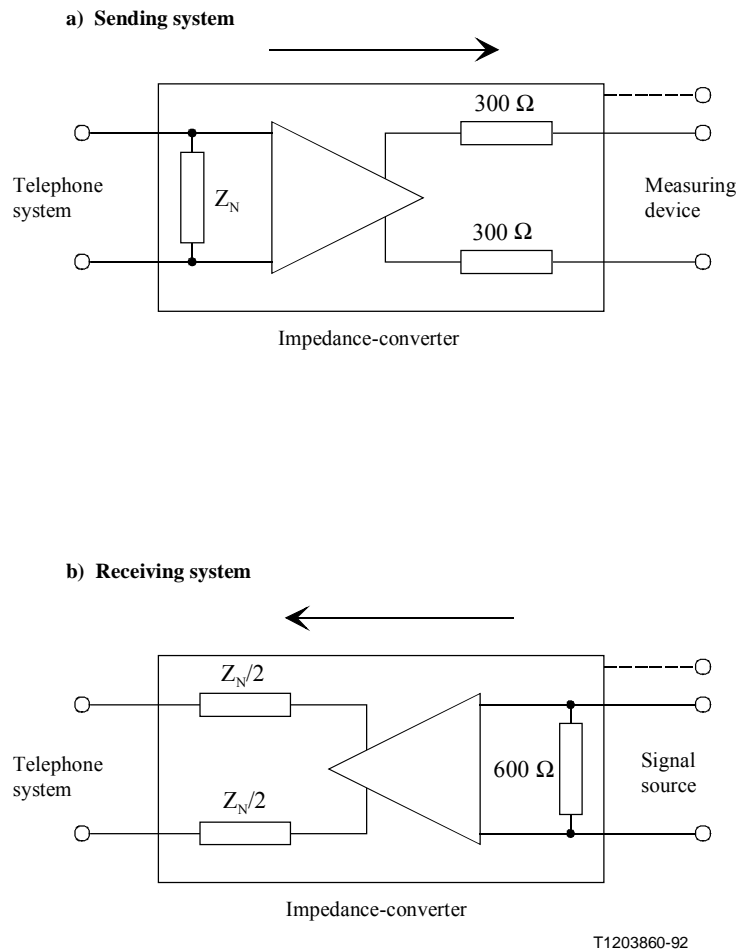 a) Sending system
300 Ω
Telephone
system
Z_N
300 Ω
Measuring
device
Impedance-converter
b) Receiving system
Z_N/2
Telephone
system
Z_N/2
600 Ω
Signal
source
Impedance-converter
T1203860-92